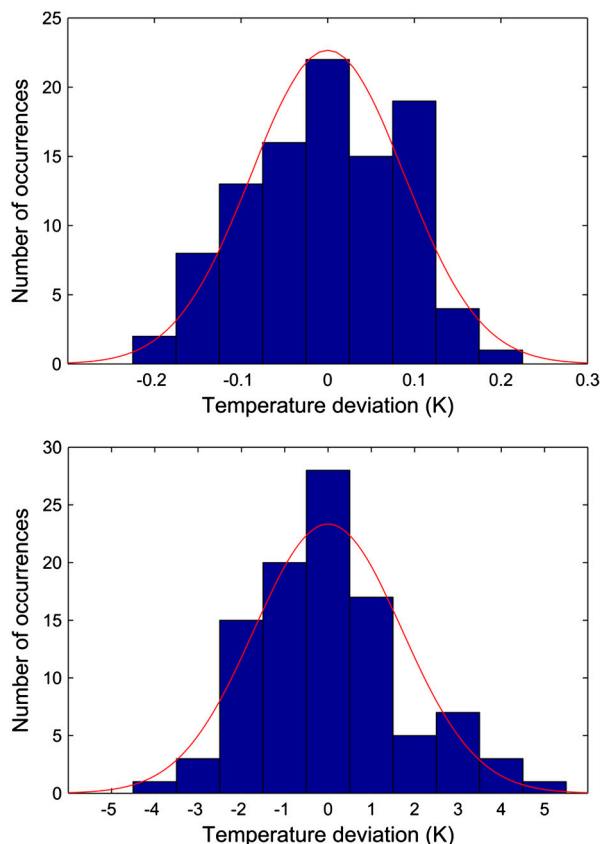 25
20
15
10
5
0
Number of occurrences
-0.2 -0.1 0 0.1 0.2 0.3
Temperature deviation (K)
30
25
20
15
10
5
0
Number of occurrences
-5 -4 -3 -2 -1 0 1 2 3 4 5
Temperature deviation (K)